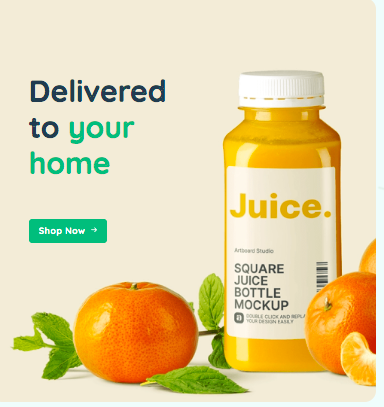 Delivered
to your
home
Shop Now →
Juice.
Artboard Studio
SQUARE
JUICE
BOTTLE
MOCKUP
DOUBLE CLICK AND REPLA
YOUR DESIGN EASILY